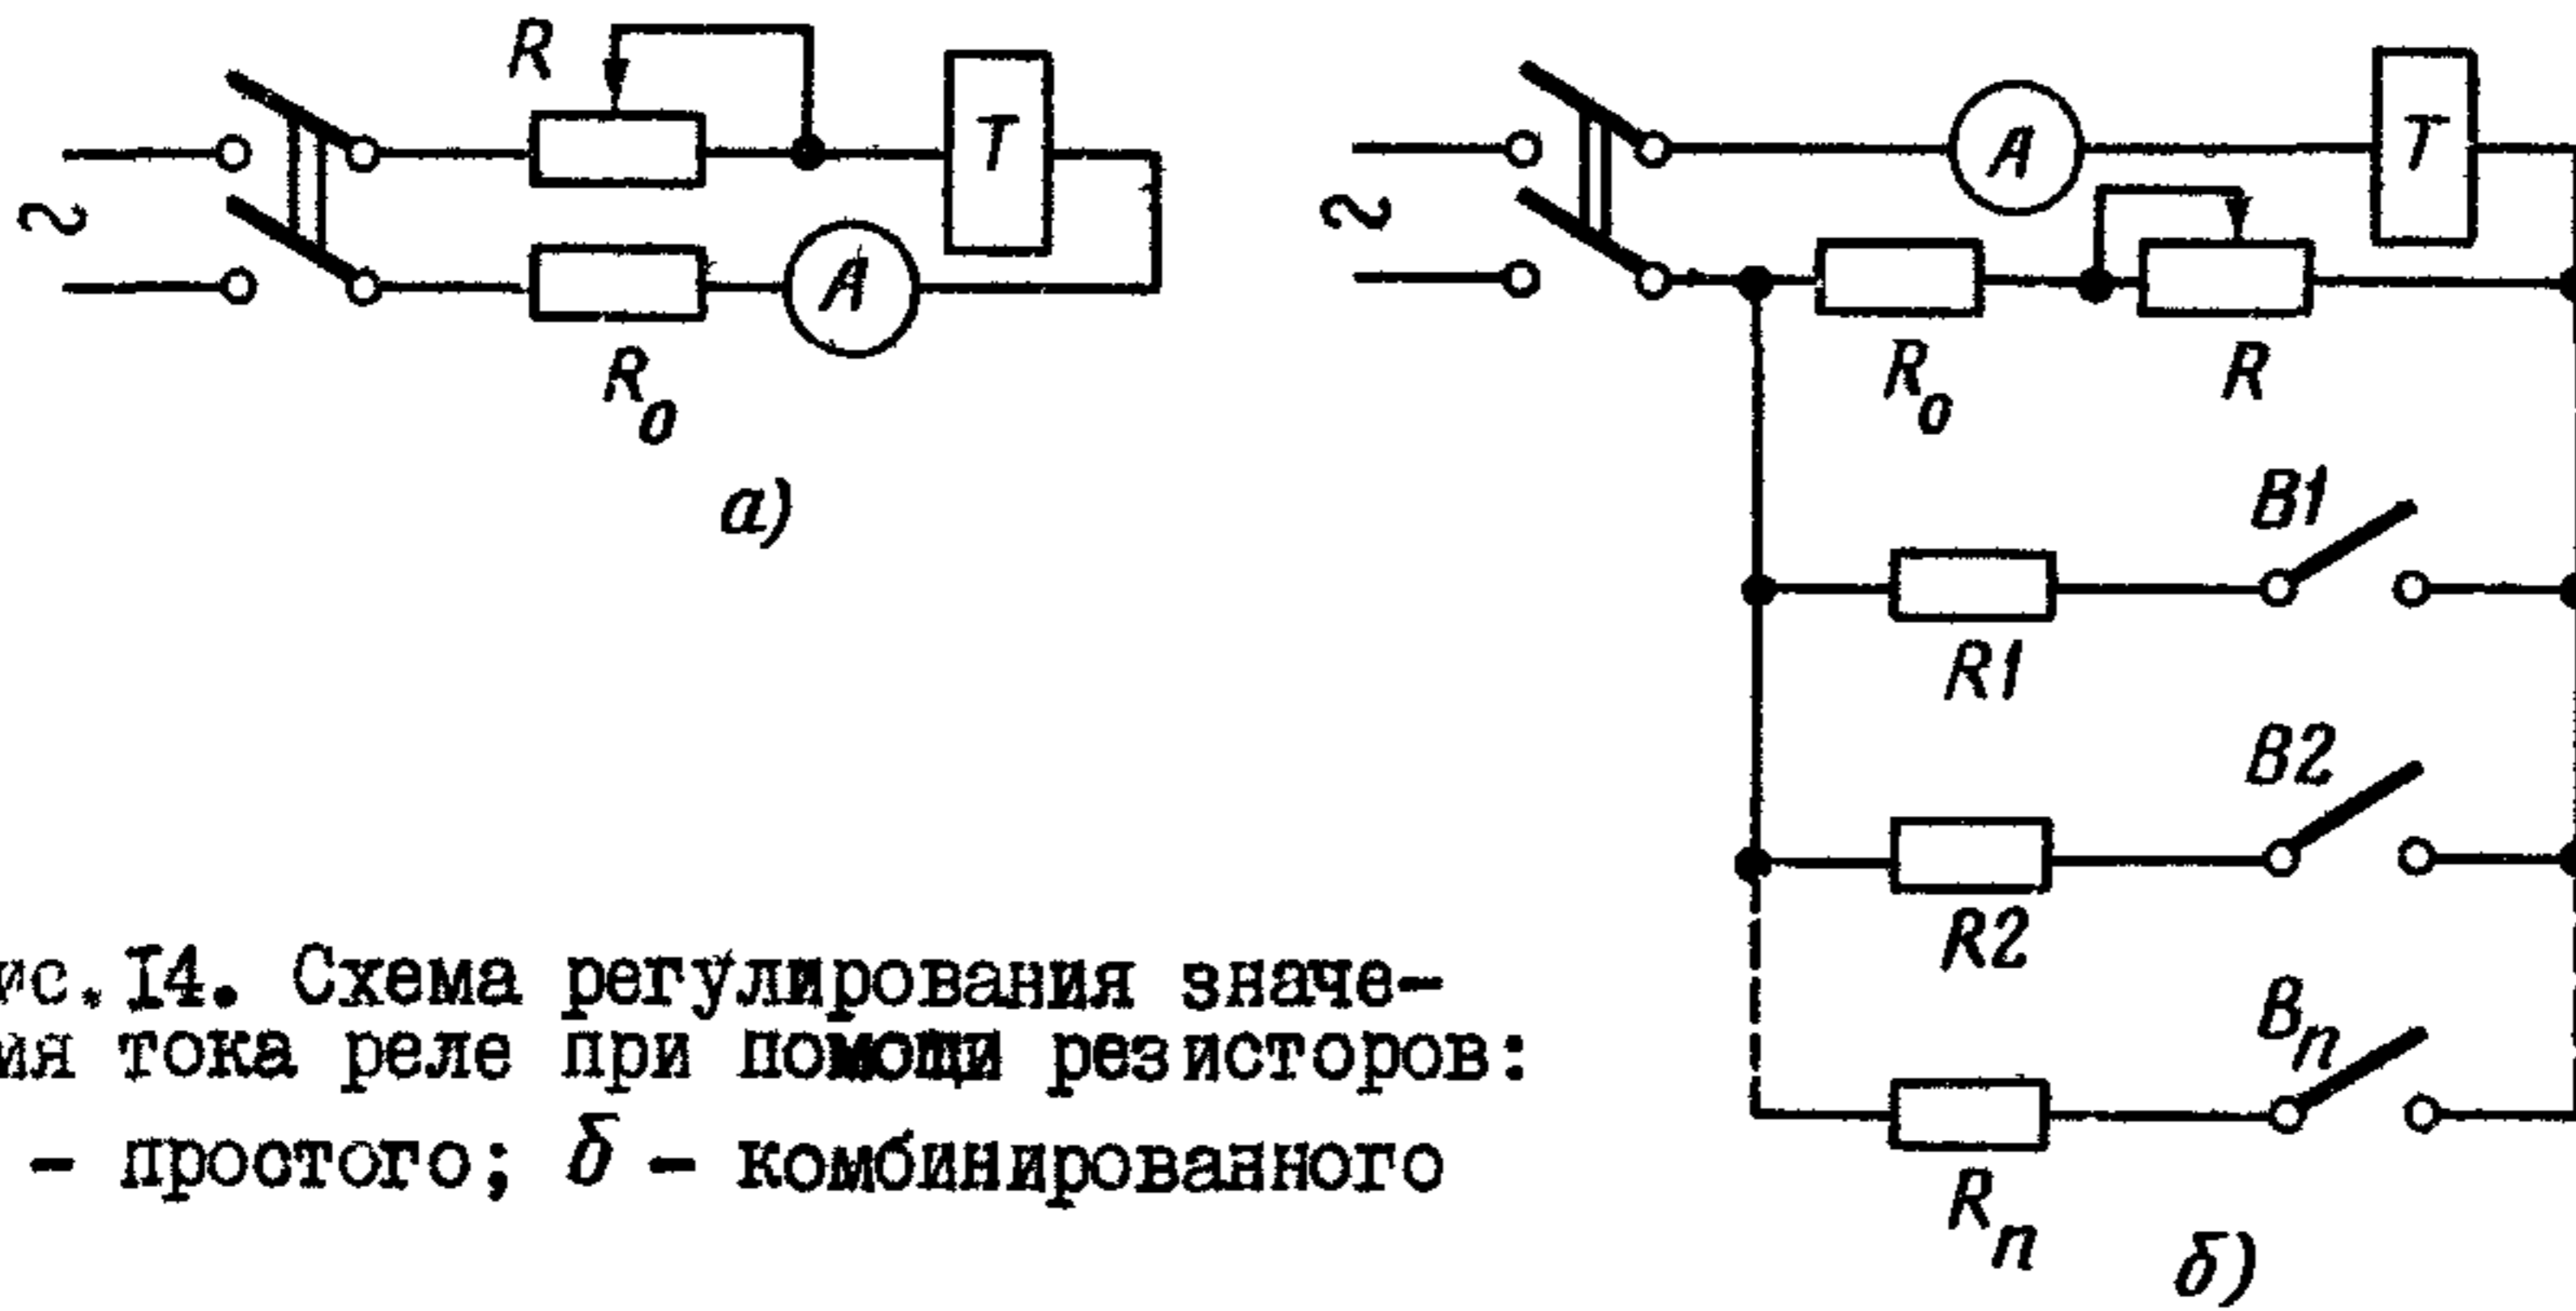 R
T
A
R₀
а)
A
T
R₀
R
B1
R1
B2
R2
Bn
Rn
б)
ис. I4. Схема регулирования значе-
ия тока реле при помощи резисторов:
- простого; б - комбинированного